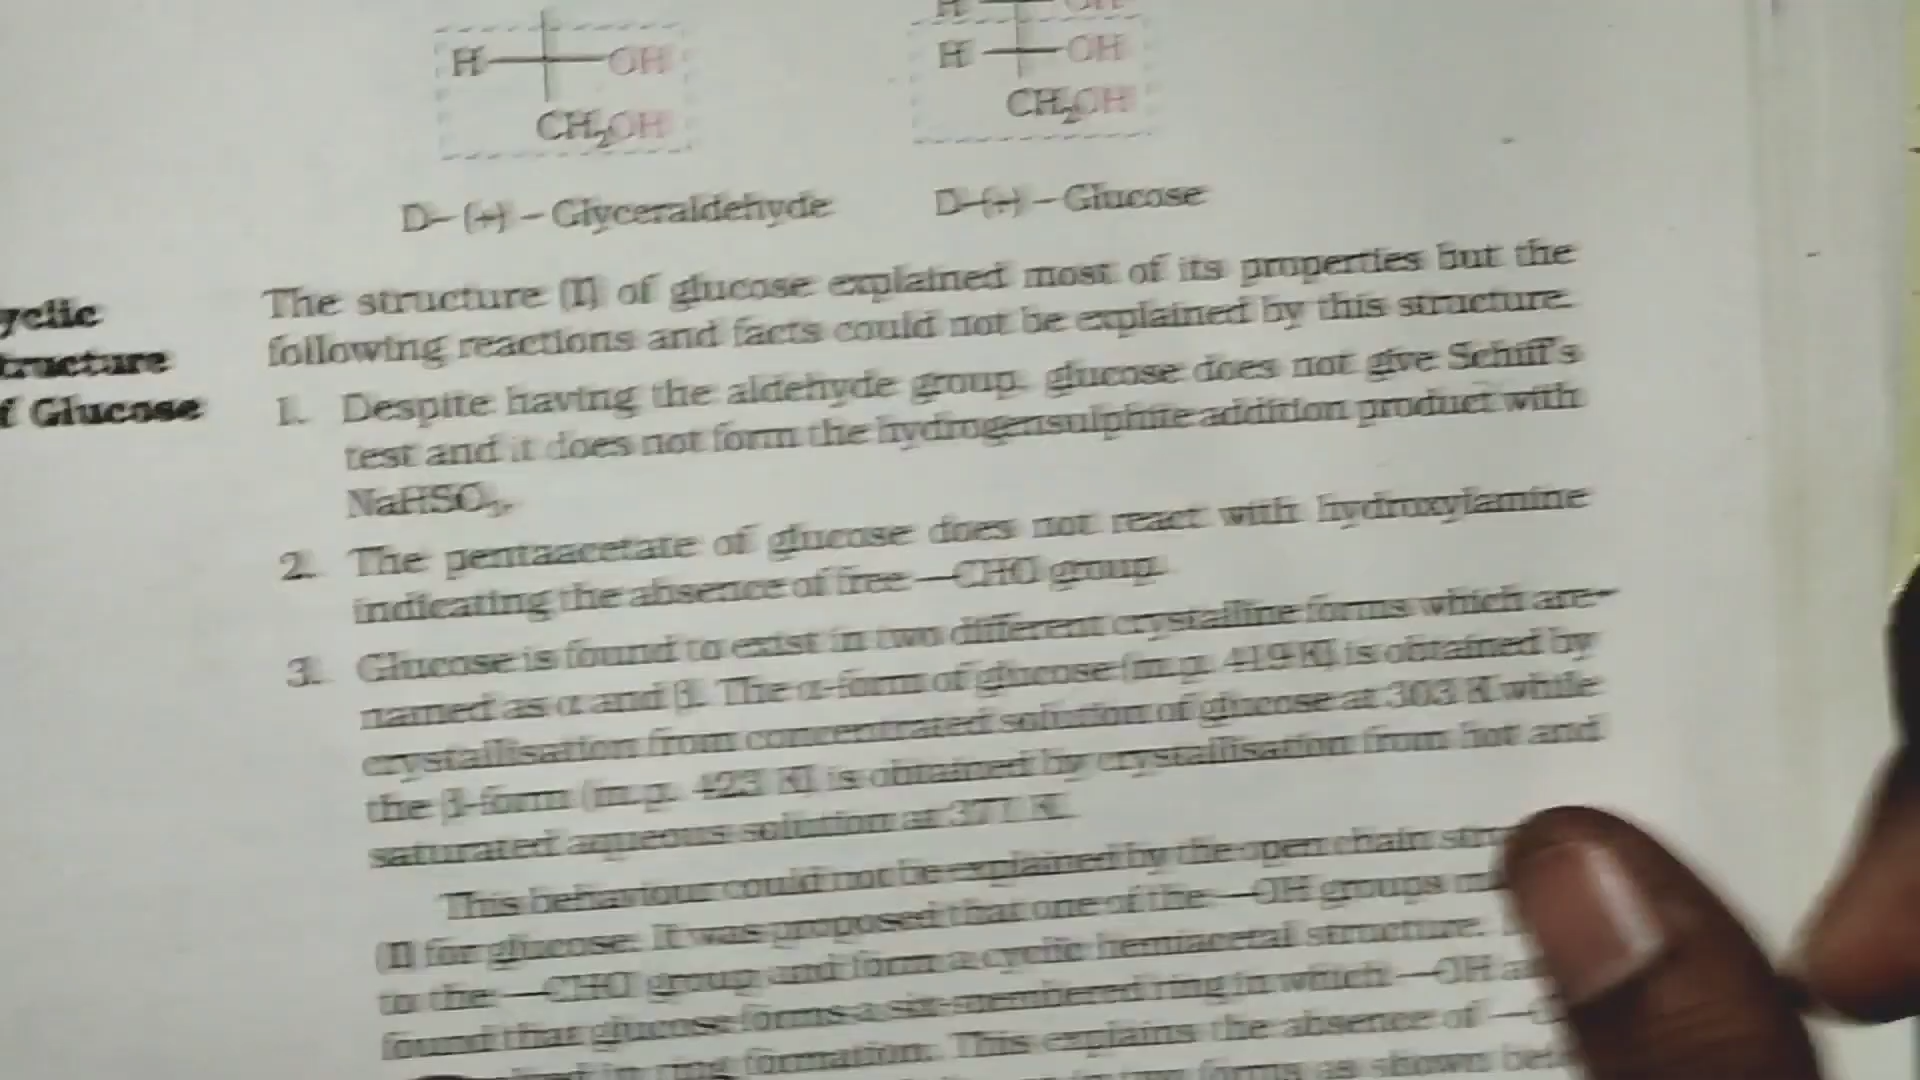 H OH
H OH
H OH
CH₂OH
CH₂OH
D–(+) – Glyceraldehyde
D–(+) – Glucose
yclic
tructure
f Glucose
The structure (I) of glucose explained most of its properties but the
following reactions and facts could not be explained by this structure.
1. Despite having the aldehyde group, glucose does not give Schiff's
test and it does not form the hydrogensulphite addition product with
NaHSO₃.
2. The pentaacetate of glucose does not react with hydroxylamine
indicating the absence of free —CHO group.
3. Glucose is found to exist in two different crystalline forms which are
named as α and β. The α-form of glucose (m.p. 419 K) is obtained by
crystallisation from concentrated solution of glucose at 303 K while
the β-form (m.p. 423 K) is obtained by crystallisation from hot and
saturated aqueous solution at 371 K.
This behaviour could not be explained by the open chain
(I) for glucose. It was proposed that one of the —OH groups
to the —CHO group and form a cyclic hemiacetal structure.
found that glucose forms a six-membered ring in which —OH
in ring formation. This explains the absence of
forms as shown